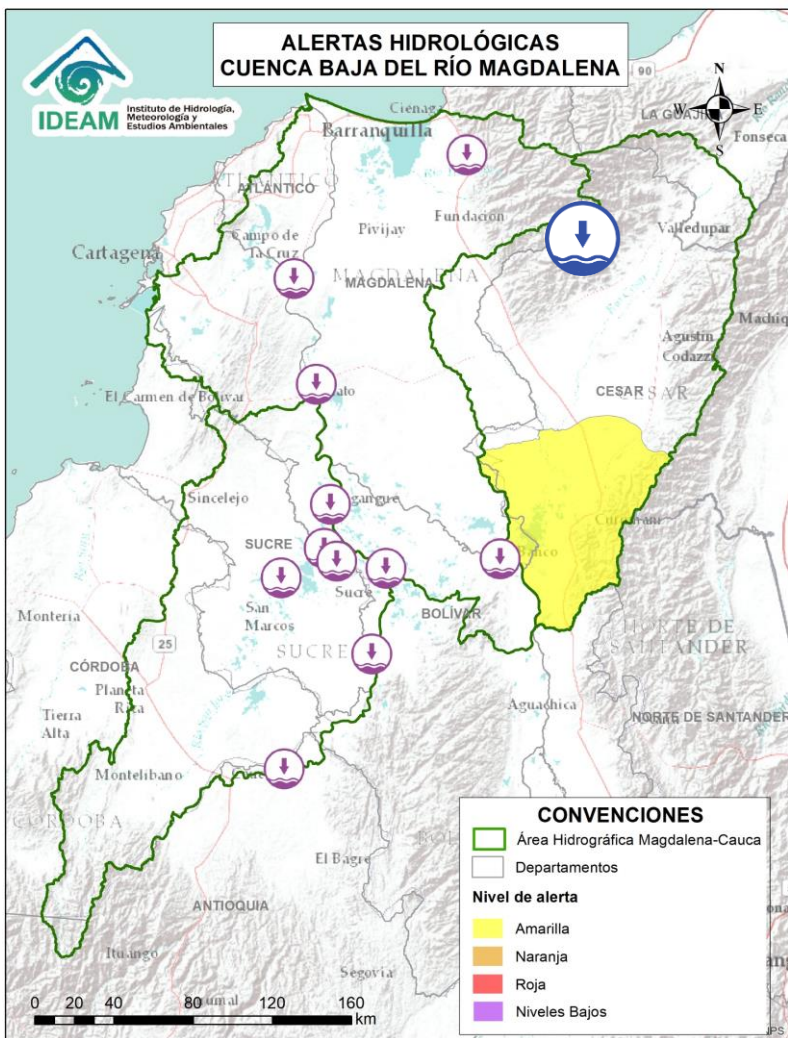 ALERTAS HIDROLÓGICAS
CUENCA BAJA DEL RÍO MAGDALENA
IDEAM
Instituto de Hidrología,
Meteorología y
Estudios Ambientales
N
W E
S
90
Ciénaga
LA GUAJIRA
Fonseca
Barranquilla
ATLÁNTICO
Fundación
Pivijay
Valledupar
Campo de
La Cruz
Cartagena
MAGDALENA
MAGDALENA
Agustín
Codazzi
El Carmen de Bolívar
CESAR
CESAR
Sincelejo
SUCRE
Sucre
San
Marcos
BOLÍVAR
Montería
25
SUCRE
NORTE DE
SANTANDER
CÓRDOBA
Planeta
Rica
Aguachica
NORTE DE SANTANDER
Tierra
Alta
Montelíbano
CÓRDOBA
El Bagre
ANTIOQUIA
Ituango
Segovia
CONVENCIONES
Área Hidrográfica Magdalena-Cauca
Departamentos
Nivel de alerta
Amarilla
Naranja
Roja
Niveles Bajos
0 20 40 80 120 160
km